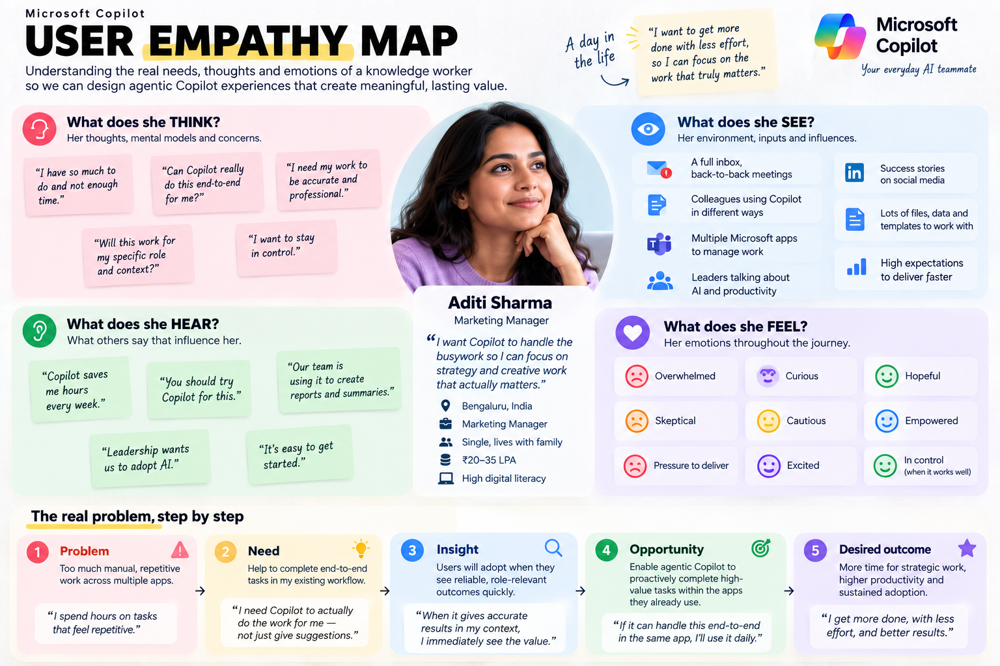 Microsoft Copilot
USER EMPATHY MAP
Understanding the real needs, thoughts and emotions of a knowledge worker
so we can design agentic Copilot experiences that create meaningful, lasting value.
A day in
the life
“I want to get more
done with less effort,
so I can focus on the
work that truly matters.”
Microsoft
Copilot
Your everyday AI teammate
What does she THINK?
Her thoughts, mental models and concerns.
“I have so much to
do and not enough
time.”
“Can Copilot really
do this end-to-end
for me?”
“I need my work to
be accurate and
professional.”
“Will this work for
my specific role
and context?”
“I want to stay
in control.”
What does she SEE?
Her environment, inputs and influences.
A full inbox,
back-to-back meetings
Colleagues using Copilot
in different ways
T
Multiple Microsoft apps
to manage work
Leaders talking about
AI and productivity
in
Success stories
on social media
Lots of files, data and
templates to work with
High expectations
to deliver faster
What does she HEAR?
What others say that influence her.
“Copilot saves
me hours
every week.”
“You should try
Copilot for this.”
“Our team is
using it to create
reports and summaries.”
“Leadership wants
us to adopt AI.”
“It’s easy to get
started.”
Aditi Sharma
Marketing Manager
“I want Copilot to handle the
busywork so I can focus on
strategy and creative work
that actually matters.”
Bengaluru, India
Marketing Manager
Single, lives with family
₹20–35 LPA
High digital literacy
What does she FEEL?
Her emotions throughout the journey.
Overwhelmed
Curious
Hopeful
Skeptical
Cautious
Empowered
Pressure to deliver
Excited
In control
(when it works well)
The real problem, step by step
1
Problem
Too much manual, repetitive
work across multiple apps.
“I spend hours on tasks
that feel repetitive.”
2
Need
Help to complete end-to-end
tasks in my existing workflow.
“I need Copilot to actually
do the work for me —
not just give suggestions.”
3
Insight
Users will adopt when they
see reliable, role-relevant
outcomes quickly.
“When it gives accurate
results in my context,
I immediately see the value.”
4
Opportunity
Enable agentic Copilot to
proactively complete high-
value tasks within the apps
they already use.
“If it can handle this end-to-end
in the same app, I’ll use it daily.”
5
Desired outcome
More time for strategic work,
higher productivity and
sustained adoption.
“I get more done, with less
effort, and better results.”